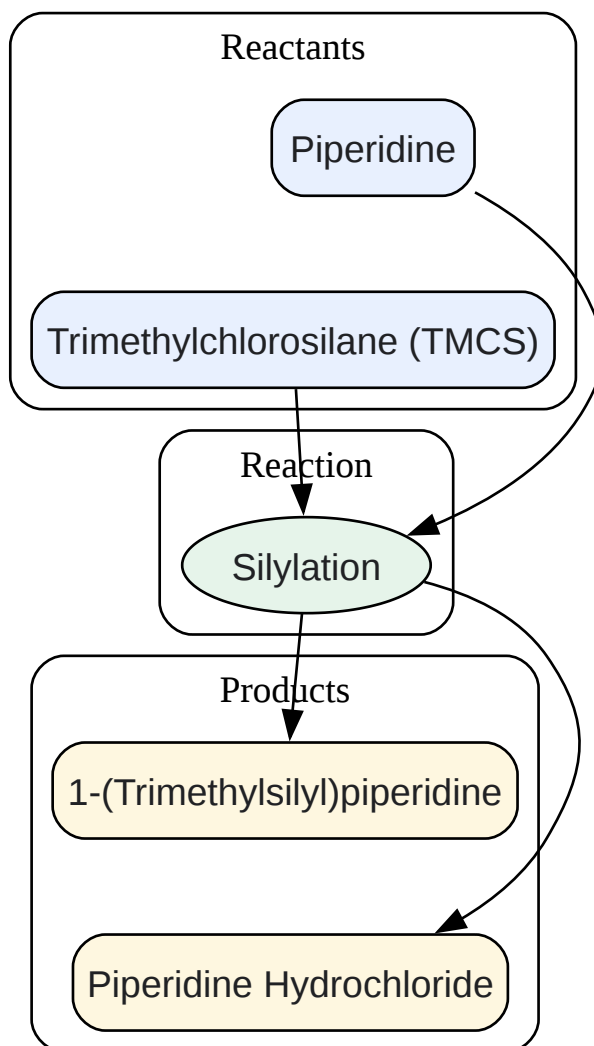 Reactants
Piperidine
Trimethylchlorosilane (TMCS)
Reaction
Silylation
Products
1-(Trimethylsilyl)piperidine
Piperidine Hydrochloride